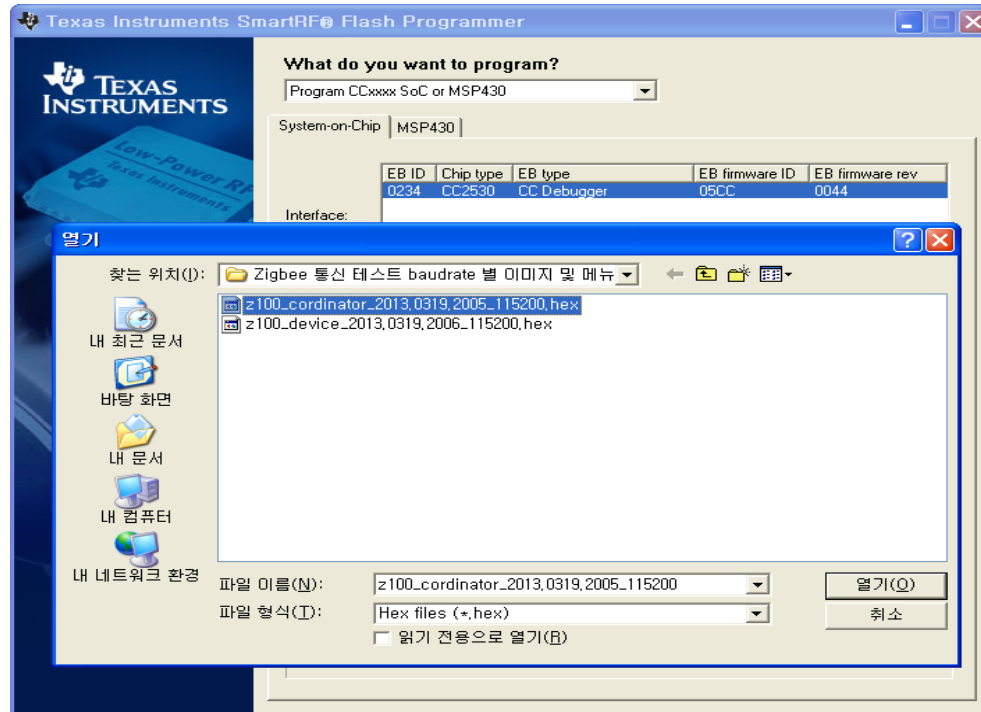 Texas Instruments SmartRF® Flash Programmer
TEXAS
INSTRUMENTS
Low-Power RF
Texas Instruments
What do you want to program?
Program CCxxxx SoC or MSP430
System-on-Chip
MSP430
EB ID Chip type EB type EB firmware ID EB firmware rev
0234 CC2530 CC Debugger 05CC 0044
Interface:
열기
찾는 위치(I):
Zigbee 통신 테스트 baudrate 별 이미지 및 메뉴
z100_cordinator_2013,0319,2005_115200,hex
z100_device_2013,0319,2006_115200,hex
내 최근 문서
바탕 화면
내 문서
내 컴퓨터
내 네트워크 환경
파일 이름(N):
z100_cordinator_2013,0319,2005_115200
열기(O)
파일 형식(T):
Hex files (*,hex)
취소
읽기 전용으로 열기(R)